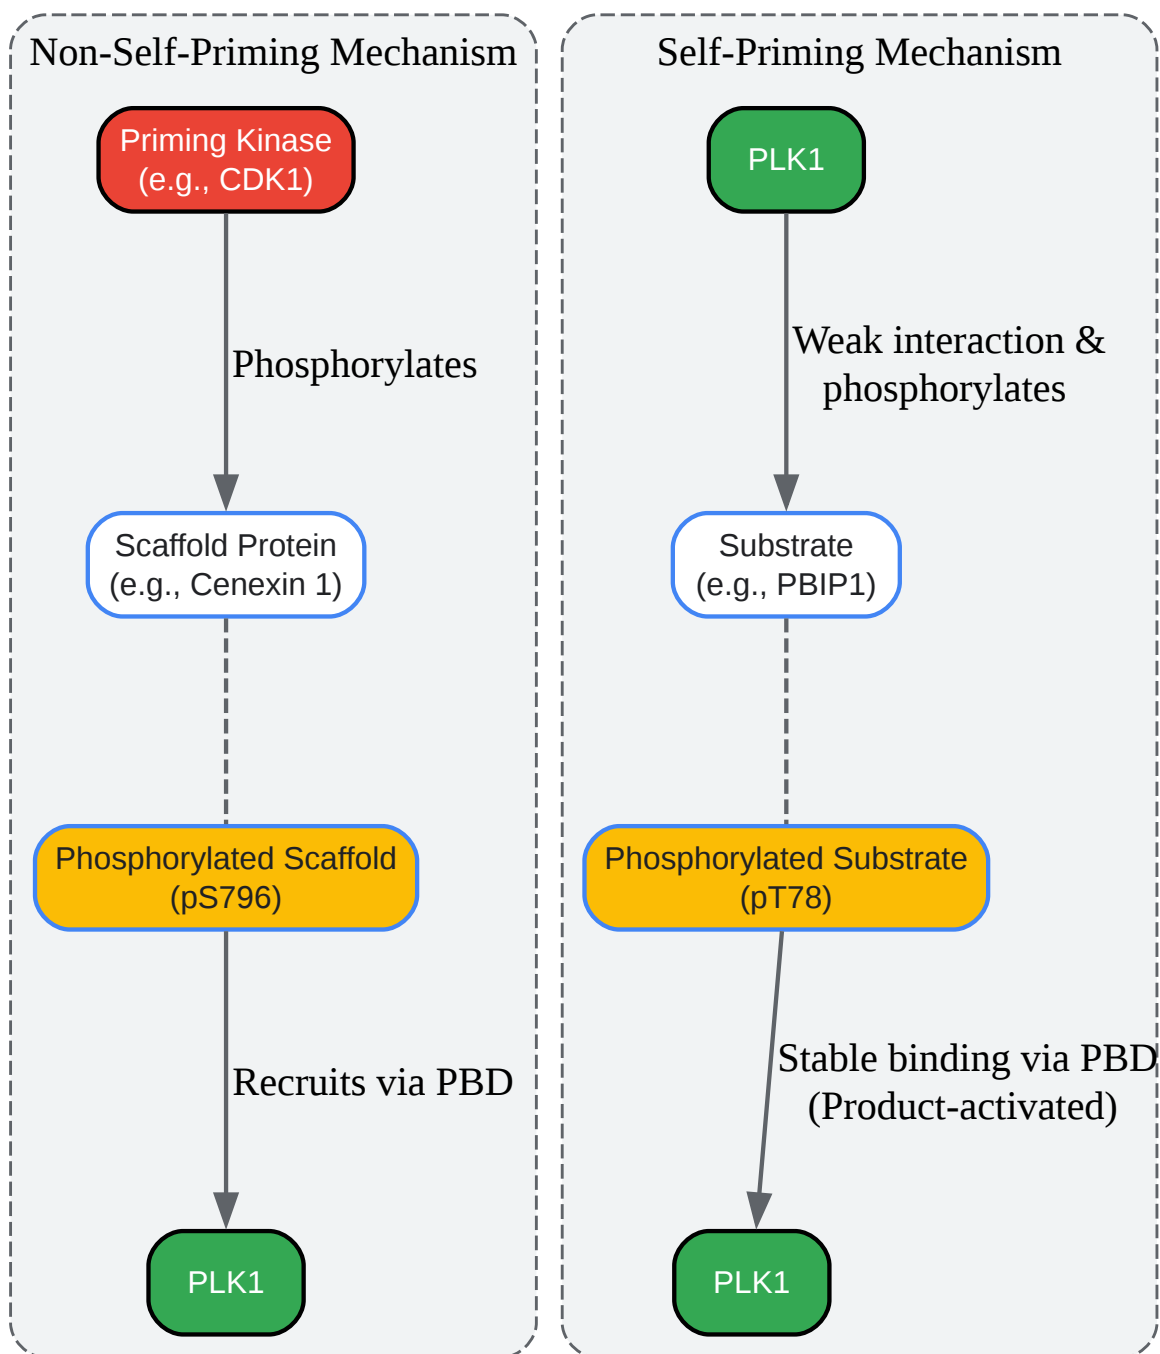 Non-Self-Priming Mechanism
Priming Kinase
(e.g., CDK1)
Phosphorylates
Scaffold Protein
(e.g., Cenexin 1)
Phosphorylated Scaffold
(pS796)
Recruits via PBD
PLK1
Self-Priming Mechanism
PLK1
Weak interaction &
phosphorylates
Substrate
(e.g., PBIP1)
Phosphorylated Substrate
(pT78)
Stable binding via PBD
(Product-activated)
PLK1